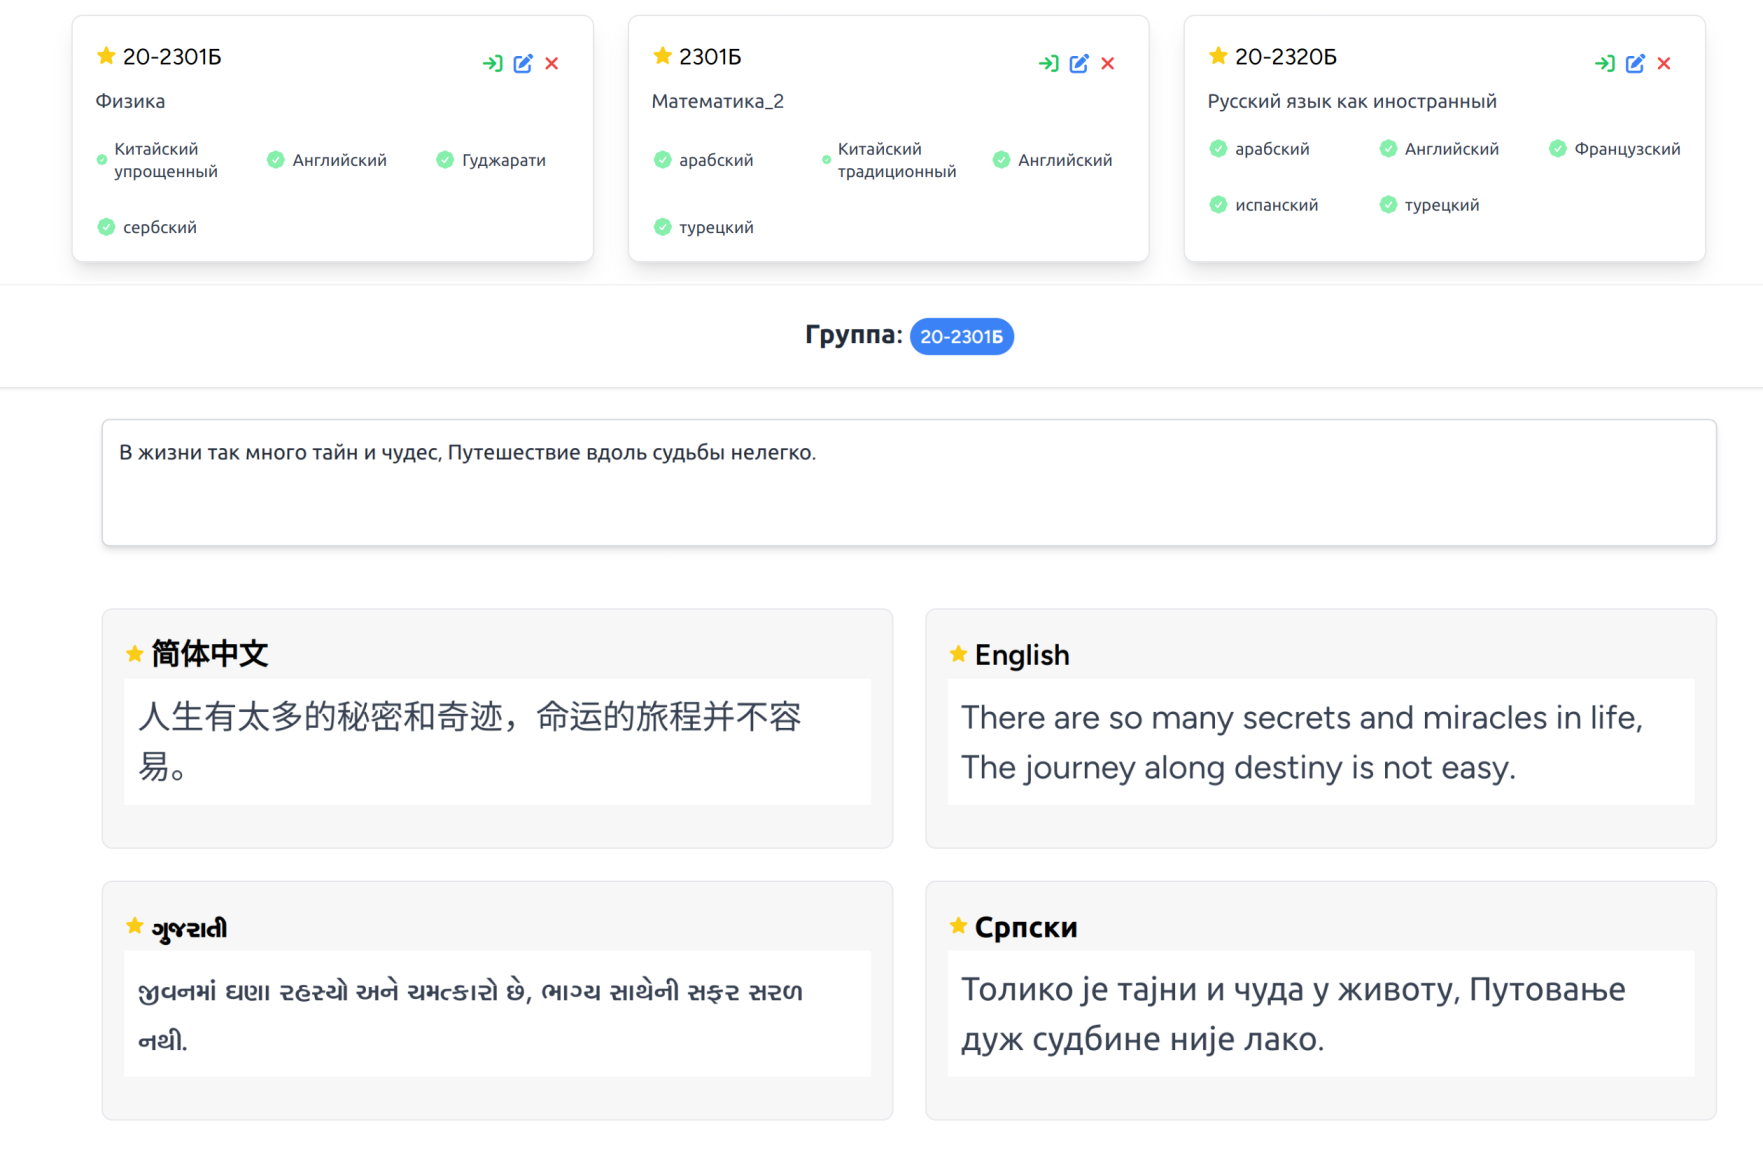 20-2301Б
Физика
Китайский
упрощенный
Английский
Гуджарати
сербский
2301Б
Математика_2
арабский
Китайский
традиционный
Английский
турецкий
20-2320Б
Русский язык как иностранный
арабский
Английский
Французский
испанский
турецкий
Группа: 20-2301Б
В жизни так много тайн и чудес, Путешествие вдоль судьбы нелегко.
简体中文
人生有太多的秘密和奇迹，命运的旅程并不容
易。
English
There are so many secrets and miracles in life,
The journey along destiny is not easy.
ગુજરાતી
જીવનમાં ઘણા રહસ્યો અને ચમત્કારો છે, ભાગ્ય સાથેની સફર સરળ
નથી.
Српски
Толико је тајни и чуда у животу, Путовање
дуж судбине није лако.